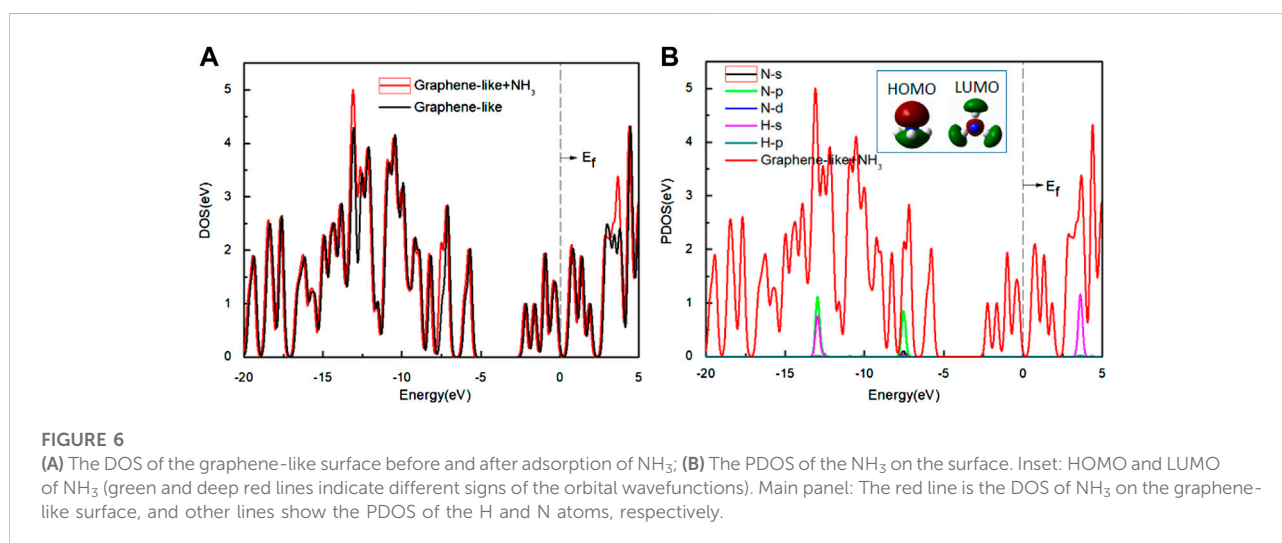 A
5
4
3
2
1
0
DOS(eV)
Graphene-like+NH₃
Graphene-like
E_f
-20 -15 -10 -5 0 5
Energy(eV)
B
5
4
3
2
1
0
PDOS(eV)
N-s
N-p
N-d
H-s
H-p
Graphene-like+NH₃
HOMO LUMO
E_f
-20 -15 -10 -5 0 5
Energy(eV)
FIGURE 6
(A) The DOS of the graphene-like surface before and after adsorption of NH₃; (B) The PDOS of the NH₃ on the surface. Inset: HOMO and LUMO
of NH₃ (green and deep red lines indicate different signs of the orbital wavefunctions). Main panel: The red line is the DOS of NH₃ on the graphene-
like surface, and other lines show the PDOS of the H and N atoms, respectively.